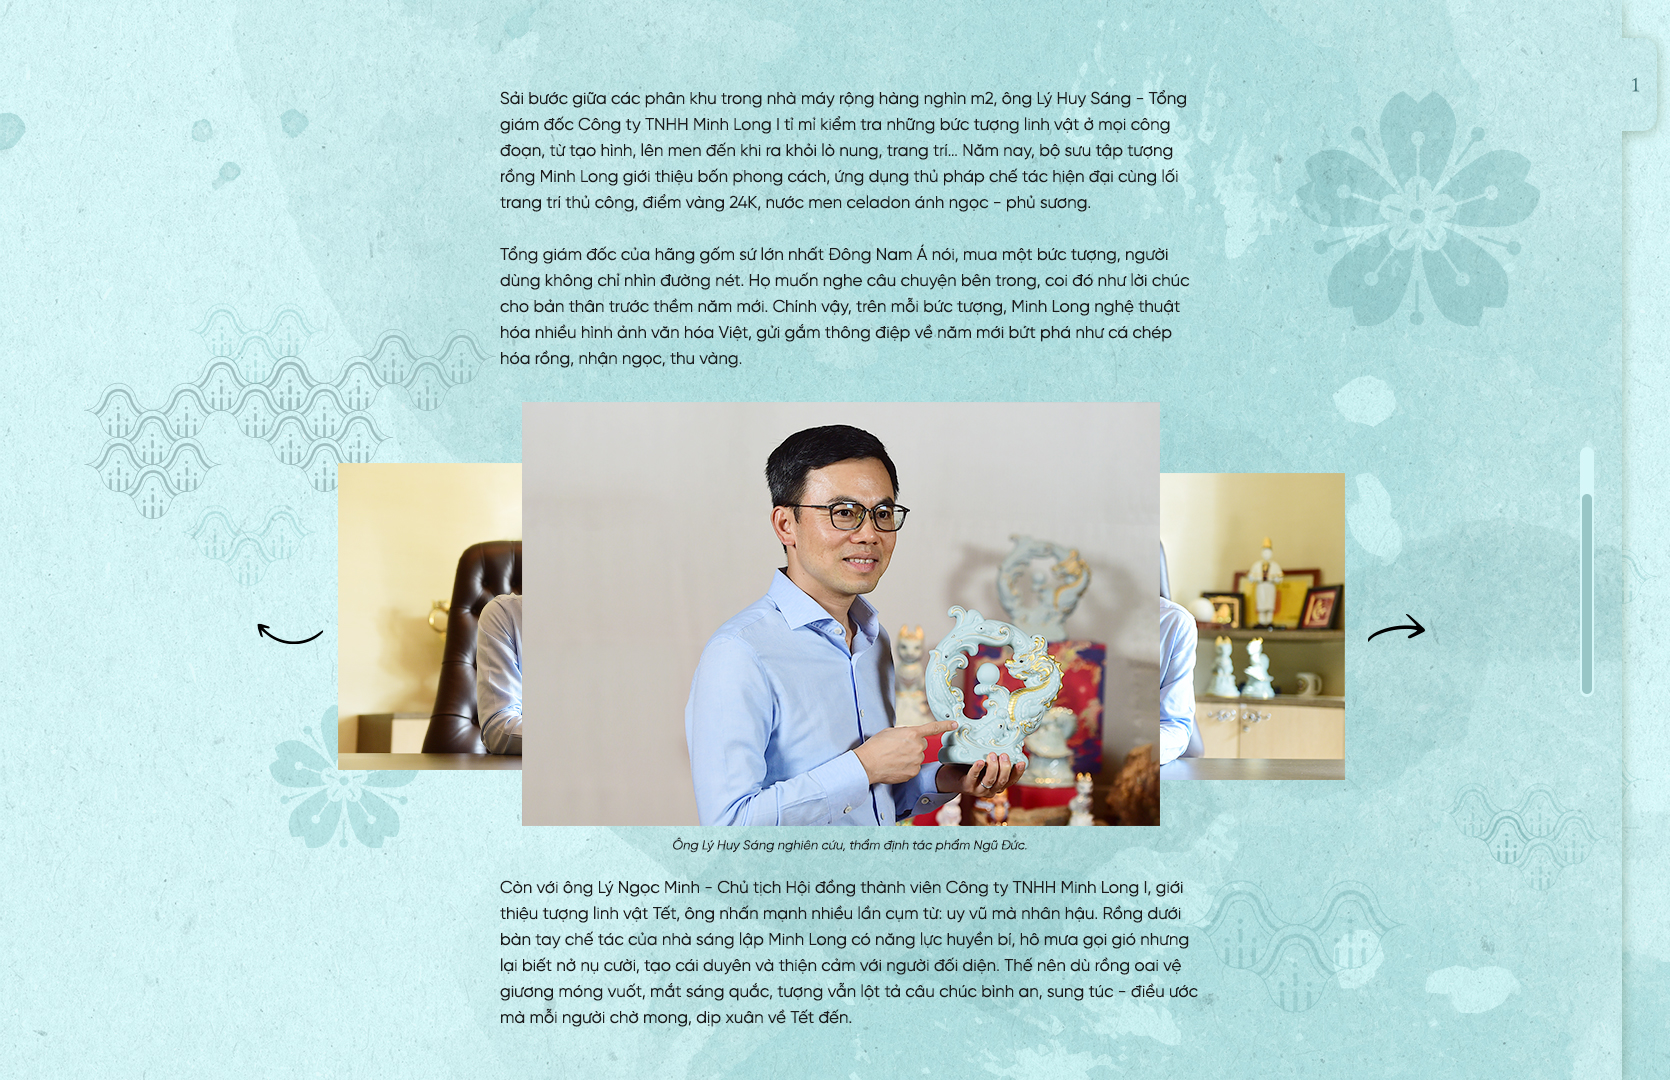 1
Sải bước giữa các phân khu trong nhà máy rộng hàng nghìn m2, ông Lý Huy Sáng - Tổng
giám đốc Công ty TNHH Minh Long I tỉ mỉ kiểm tra những bức tượng linh vật ở mọi công
đoạn, từ tạo hình, lên men đến khi ra khỏi lò nung, trang trí... Năm nay, bộ sưu tập tượng
rồng Minh Long giới thiệu bốn phong cách, ứng dụng thủ pháp chế tác hiện đại cùng lối
trang trí thủ công, điểm vàng 24K, nước men celadon ánh ngọc - phủ sương.
Tổng giám đốc của hãng gốm sứ lớn nhất Đông Nam Á nói, mua một bức tượng, người
dùng không chỉ nhìn đường nét. Họ muốn nghe câu chuyện bên trong, coi đó như lời chúc
cho bản thân trước thềm năm mới. Chính vậy, trên mỗi bức tượng, Minh Long nghệ thuật
hóa nhiều hình ảnh văn hóa Việt, gửi gắm thông điệp về năm mới bứt phá như cá chép
hóa rồng, nhận ngọc, thu vàng.
Ông Lý Huy Sáng nghiên cứu, thẩm định tác phẩm Ngũ Đức.
Còn với ông Lý Ngọc Minh - Chủ tịch Hội đồng thành viên Công ty TNHH Minh Long I, giới
thiệu tượng linh vật Tết, ông nhấn mạnh nhiều lần cụm từ: uy vũ mà nhân hậu. Rồng dưới
bàn tay chế tác của nhà sáng lập Minh Long có năng lực huyền bí, hô mưa gọi gió nhưng
lại biết nở nụ cười, tạo cái duyên và thiện cảm với người đối diện. Thế nên dù rồng oai vệ
giương móng vuốt, mắt sáng quắc, tượng vẫn lột tả câu chúc bình an, sung túc - điều ước
mà mỗi người chờ mong, dịp xuân về Tết đến.